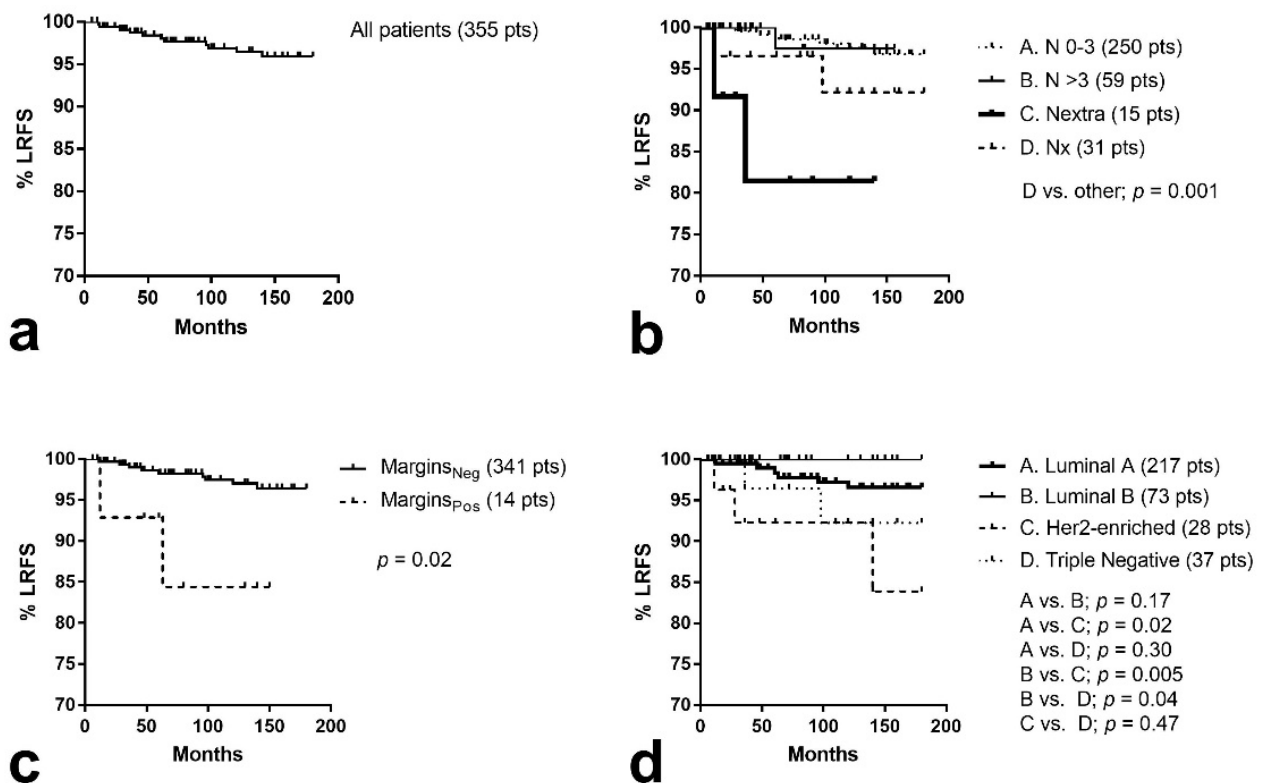 All patients (355 pts)
% LRFS
100
95
90
85
80
75
70
0 50 100 150 200
Months
a
A. N 0-3 (250 pts)
B. N >3 (59 pts)
C. Nextra (15 pts)
D. Nx (31 pts)
D vs. other; p = 0.001
% LRFS
100
95
90
85
80
75
70
0 50 100 150 200
Months
b
MarginsNeg (341 pts)
MarginsPos (14 pts)
p = 0.02
% LRFS
100
95
90
85
80
75
70
0 50 100 150 200
Months
c
A. Luminal A (217 pts)
B. Luminal B (73 pts)
C. Her2-enriched (28 pts)
D. Triple Negative (37 pts)
A vs. B; p = 0.17
A vs. C; p = 0.02
A vs. D; p = 0.30
B vs. C; p = 0.005
B vs. D; p = 0.04
C vs. D; p = 0.47
% LRFS
100
95
90
85
80
75
70
0 50 100 150 200
Months
d